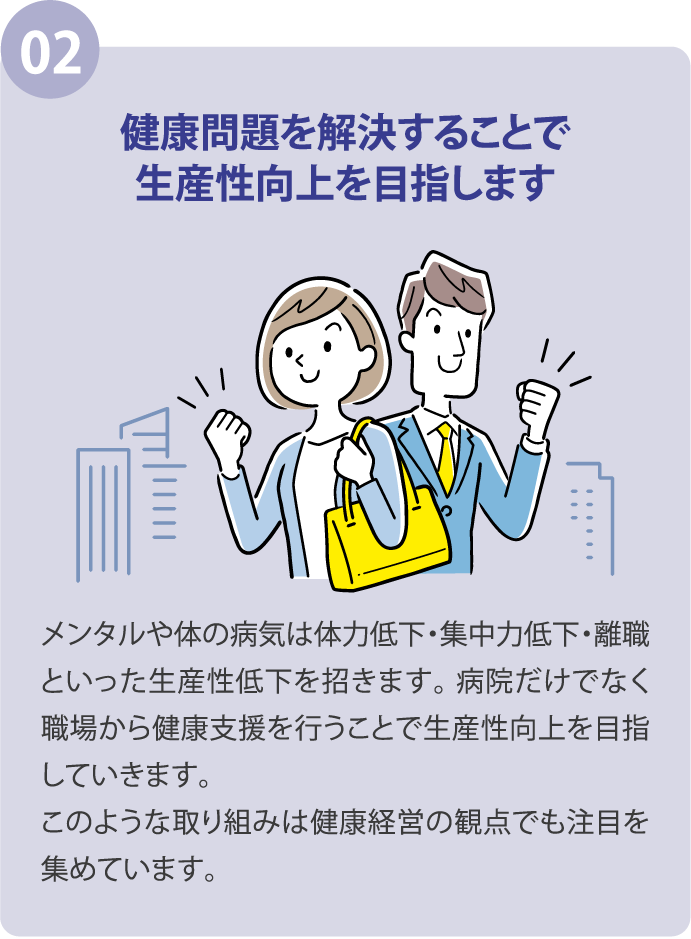 02
健康問題を解決することで
生産性向上を目指します
メンタルや体の病気は体力低下・集中力低下・離職
といった生産性低下を招きます。病院だけでなく
職場から健康支援を行うことで生産性向上を目指
していきます。
このような取り組みは健康経営の観点でも注目を
集めています。